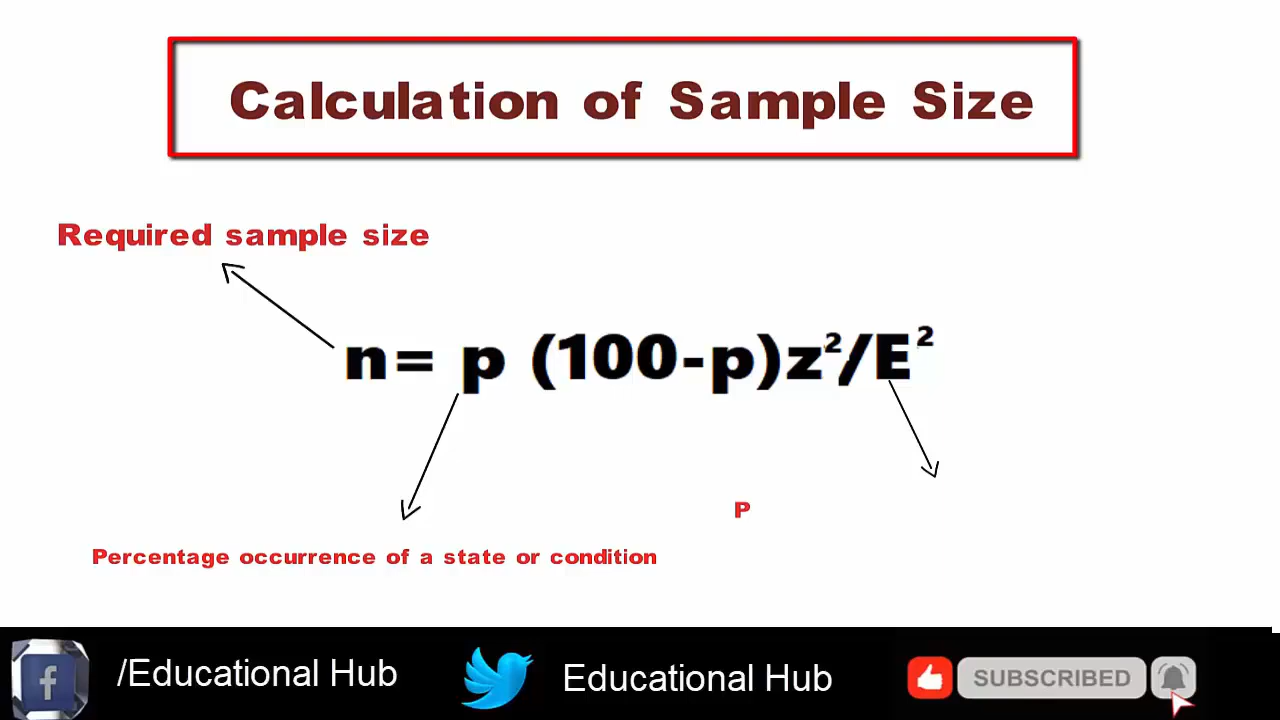 Calculation of Sample Size
Required sample size
n= p (100-p)z²/E²
P
Percentage occurrence of a state or condition
f /Educational Hub
Educational Hub
SUBSCRIBED